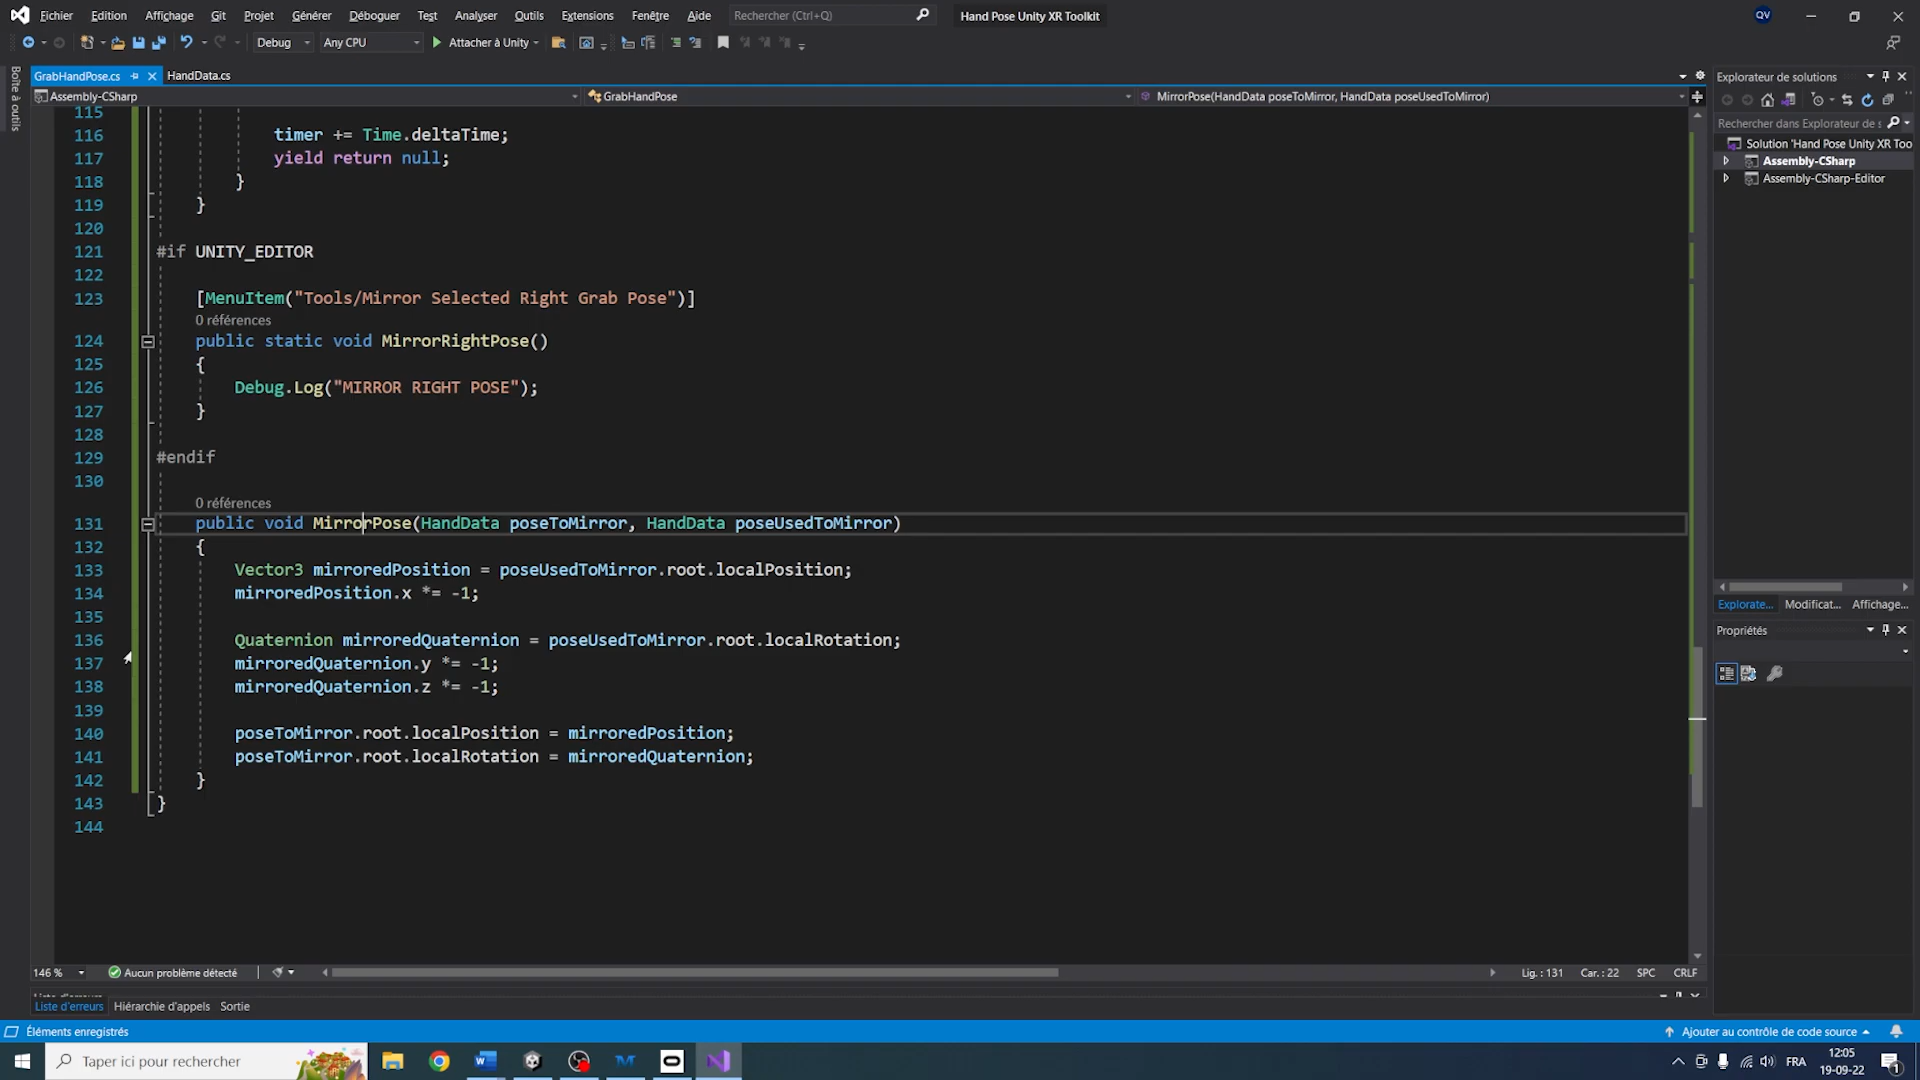 Fichier Edition Affichage Git Projet Générer Déboguer Test Analyser Outils Extensions Fenêtre Aide Rechercher (Ctrl+Q) Hand Pose Unity XR Toolkit QV
Debug Any CPU Attacher à Unity
Boîte à outils
GrabHandPose.cs HandData.cs
Assembly-CSharp GrabHandPose MirrorPose(HandData poseToMirror, HandData poseUsedToMirror)
115
116 timer += Time.deltaTime;
117 yield return null;
118 }
119 }
120
121 #if UNITY_EDITOR
122
123 [MenuItem("Tools/Mirror Selected Right Grab Pose")]
0 références
124 public static void MirrorRightPose()
125 {
126 Debug.Log("MIRROR RIGHT POSE");
127 }
128
129 #endif
130
0 références
131 public void MirrorPose(HandData poseToMirror, HandData poseUsedToMirror)
132 {
133 Vector3 mirroredPosition = poseUsedToMirror.root.localPosition;
134 mirroredPosition.x *= -1;
135
136 Quaternion mirroredQuaternion = poseUsedToMirror.root.localRotation;
137 mirroredQuaternion.y *= -1;
138 mirroredQuaternion.z *= -1;
139
140 poseToMirror.root.localPosition = mirroredPosition;
141 poseToMirror.root.localRotation = mirroredQuaternion;
142 }
143 }
144
146 % Aucun problème détecté Lig. : 131 Car. : 22 SPC CRLF
Liste d'erreurs Hiérarchie d'appels Sortie
Éléments enregistrés Ajouter au contrôle de code source
Explorateur de solutions
Rechercher dans Explorateur de s
Solution 'Hand Pose Unity XR Too
Assembly-CSharp
Assembly-CSharp-Editor
Explorate... Modificat... Affichage...
Propriétés
Taper ici pour rechercher
FRA
12:05
19-09-22
1